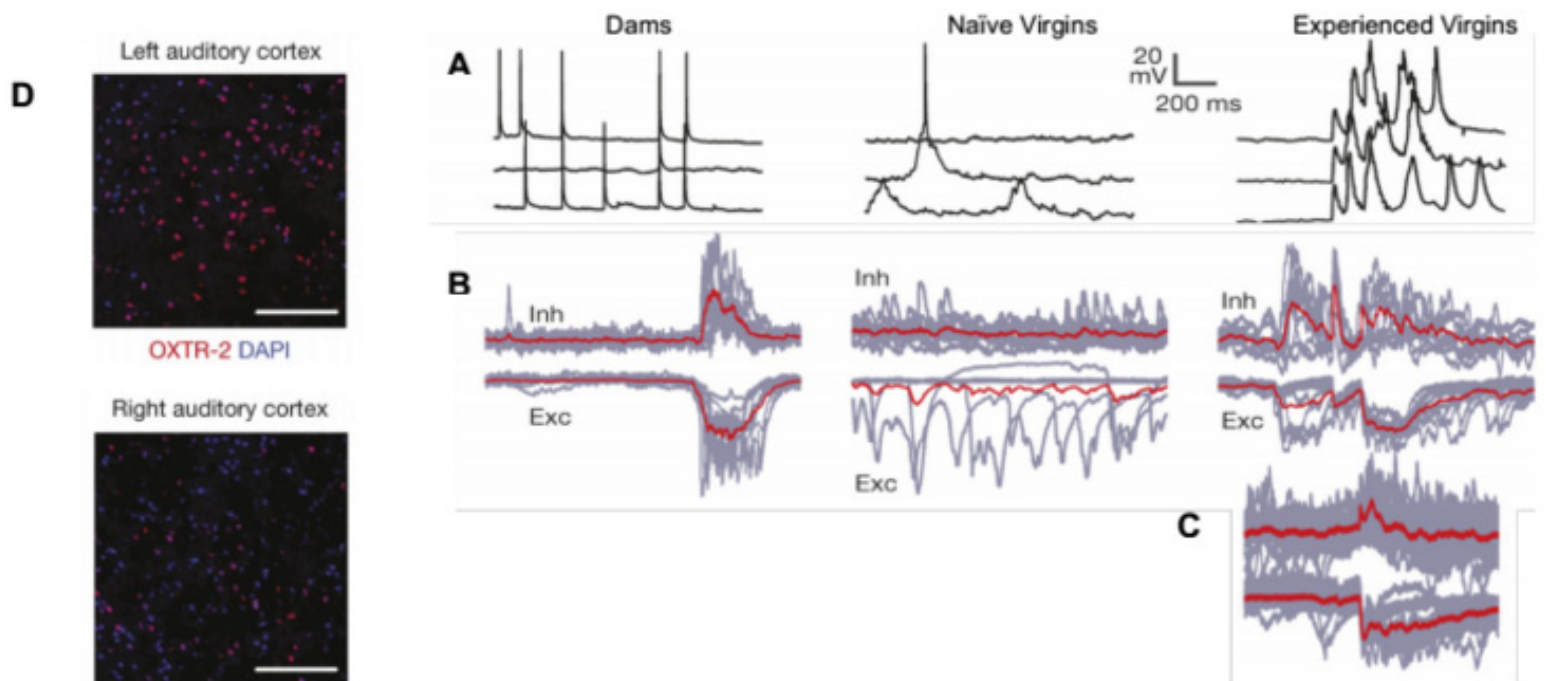 D
Left auditory cortex
OXTR-2 DAPI
Right auditory cortex
Dams
Naïve Virgins
Experienced Virgins
A
20
mV
200 ms
B
Inh
Exc
Inh
Exc
Inh
Exc
C